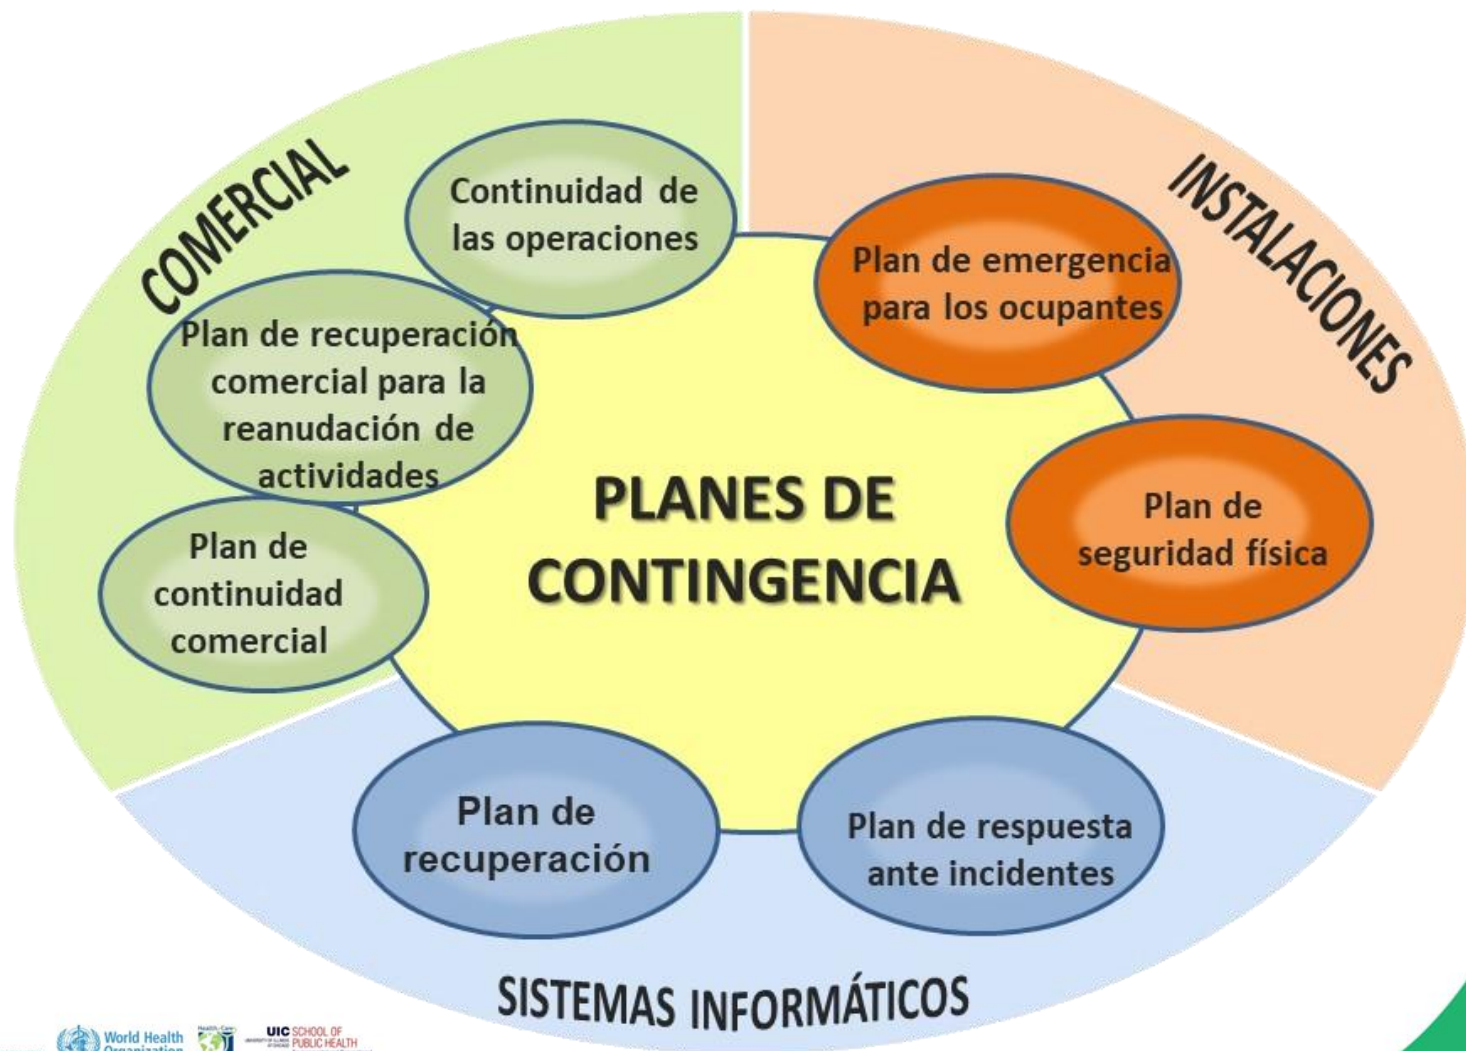 COMERCIAL
Continuidad de
las operaciones
Plan de recuperación
comercial para la
reanudación de
actividades
Plan de
continuidad
comercial
INSTALACIONES
Plan de emergencia
para los ocupantes
Plan de
seguridad física
PLANES DE
CONTINGENCIA
Plan de
recuperación
Plan de respuesta
ante incidentes
SISTEMAS INFORMÁTICOS
World Health
Organization
UIC SCHOOL OF
PUBLIC HEALTH